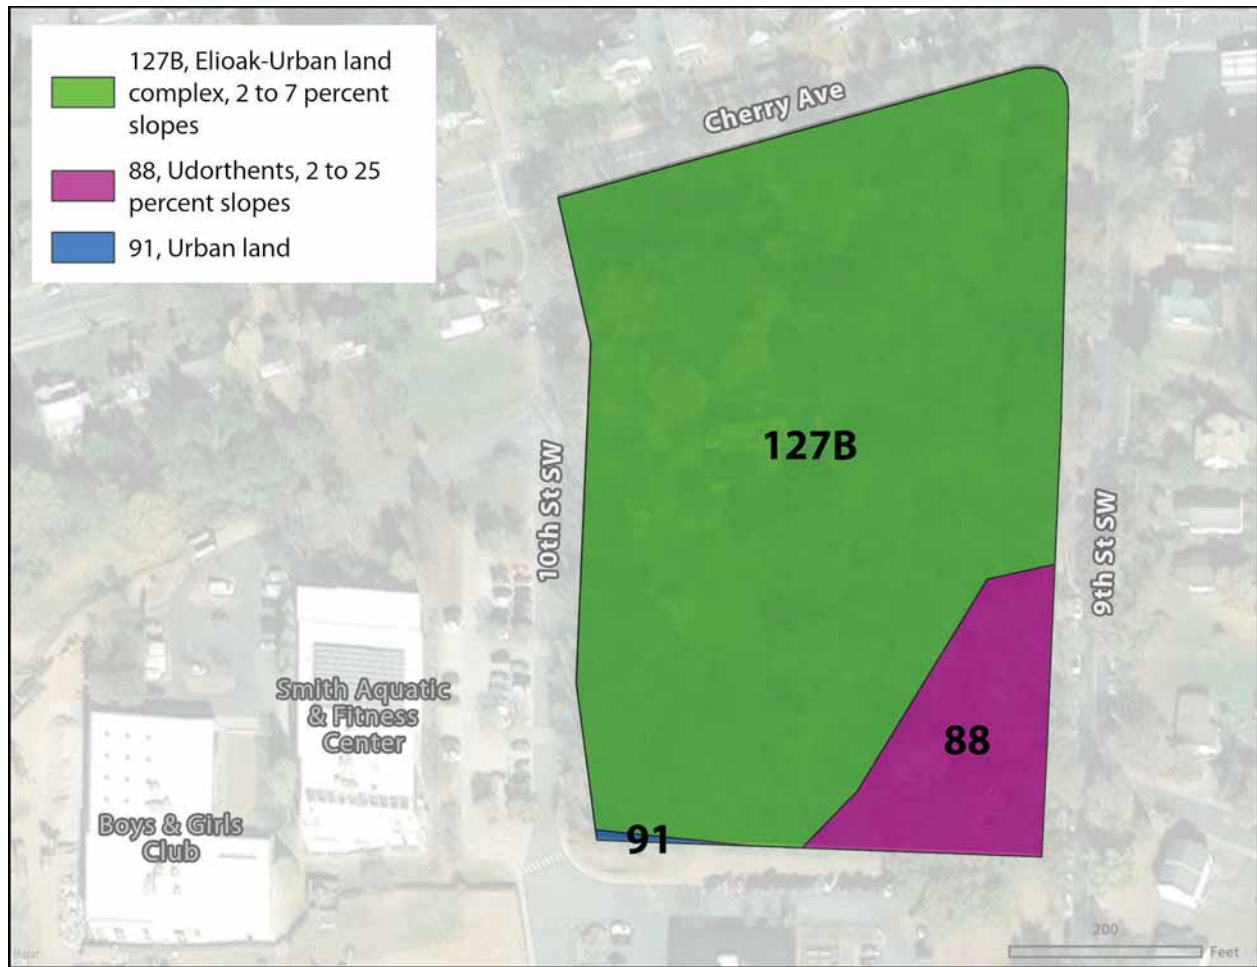 127B, Elioak-Urban land
complex, 2 to 7 percent
slopes
88, Udorthents, 2 to 25
percent slopes
91, Urban land
Cherry Ave
127B
10th St SW
9th St SW
Smith Aquatic
& Fitness
Center
88
Boys & Girls
Club
91
200
Feet
Maxar